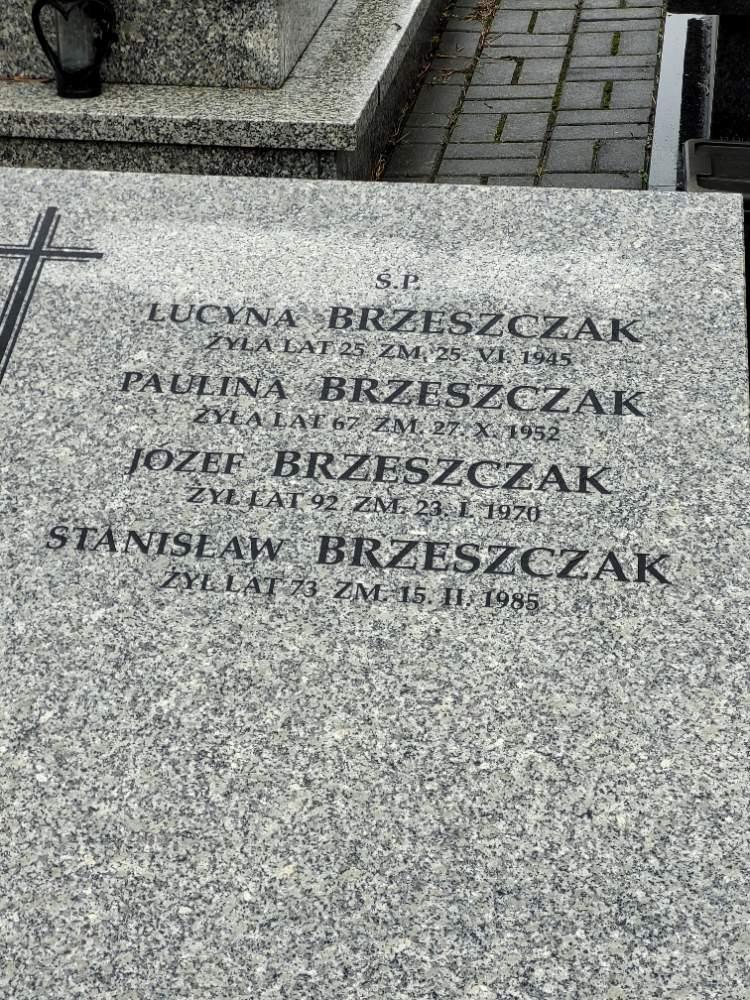 Ś.P.
LUCYNA BRZESZCZAK
ŻYŁA LAT 25 ZM. 25. VI. 1945
PAULINA BRZESZCZAK
ŻYŁA LAT 67 ZM. 27. X. 1952
JÓZEF BRZESZCZAK
ŻYŁ LAT 92 ZM. 23. I. 1970
STANISŁAW BRZESZCZAK
ŻYŁ LAT 73 ZM. 15. II. 1985